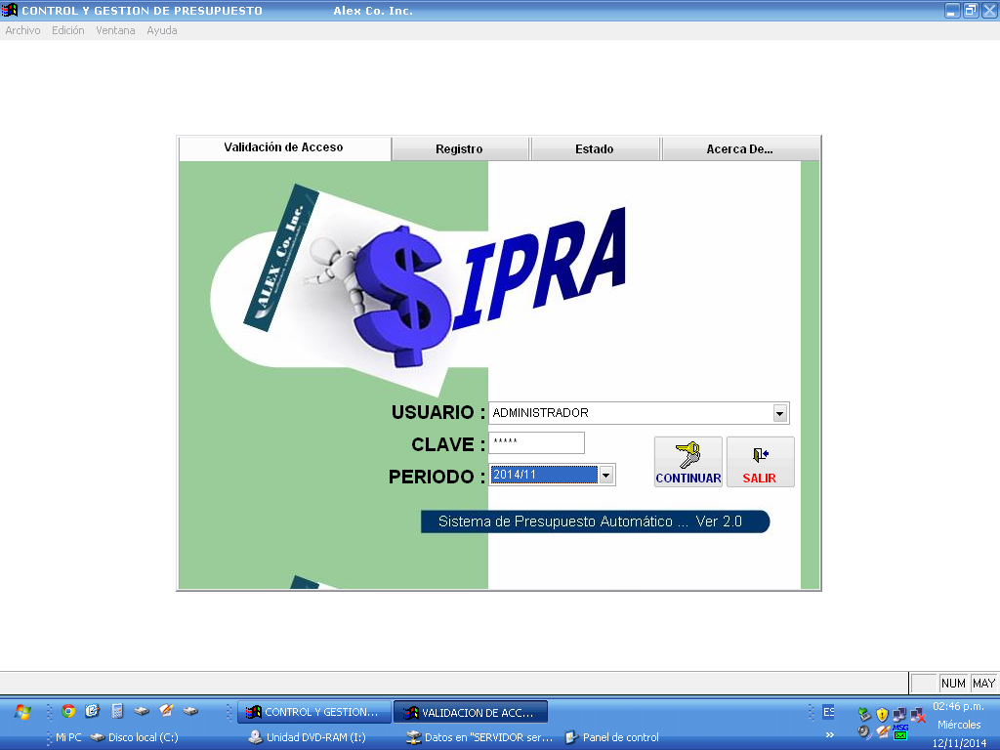 CONTROL Y GESTION DE PRESUPUESTO Alex Co. Inc.
Archivo Edición Ventana Ayuda
Validación de Acceso Registro Estado Acerca De...
ALEX Co. Inc.
$IPRA
USUARIO : ADMINISTRADOR
CLAVE : *****
PERIODO : 2014/11
CONTINUAR SALIR
Sistema de Presupuesto Automático ... Ver 2.0
NUM MAY
CONTROL Y GESTION... VALIDACION DE ACC... ES
MSG
02:46 p.m.
Miércoles
12/11/2014
Mi PC Disco local (C:) Unidad DVD-RAM (I:) Datos en "SERVIDOR ser... Panel de control »